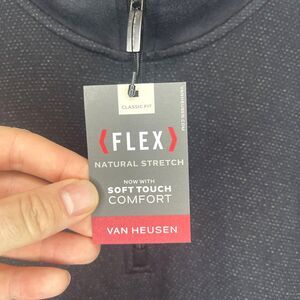 CLASSIC FIT
FLEX
NATURAL STRETCH
NOW WITH
SOFT TOUCH
COMFORT
VAN HEUSEN